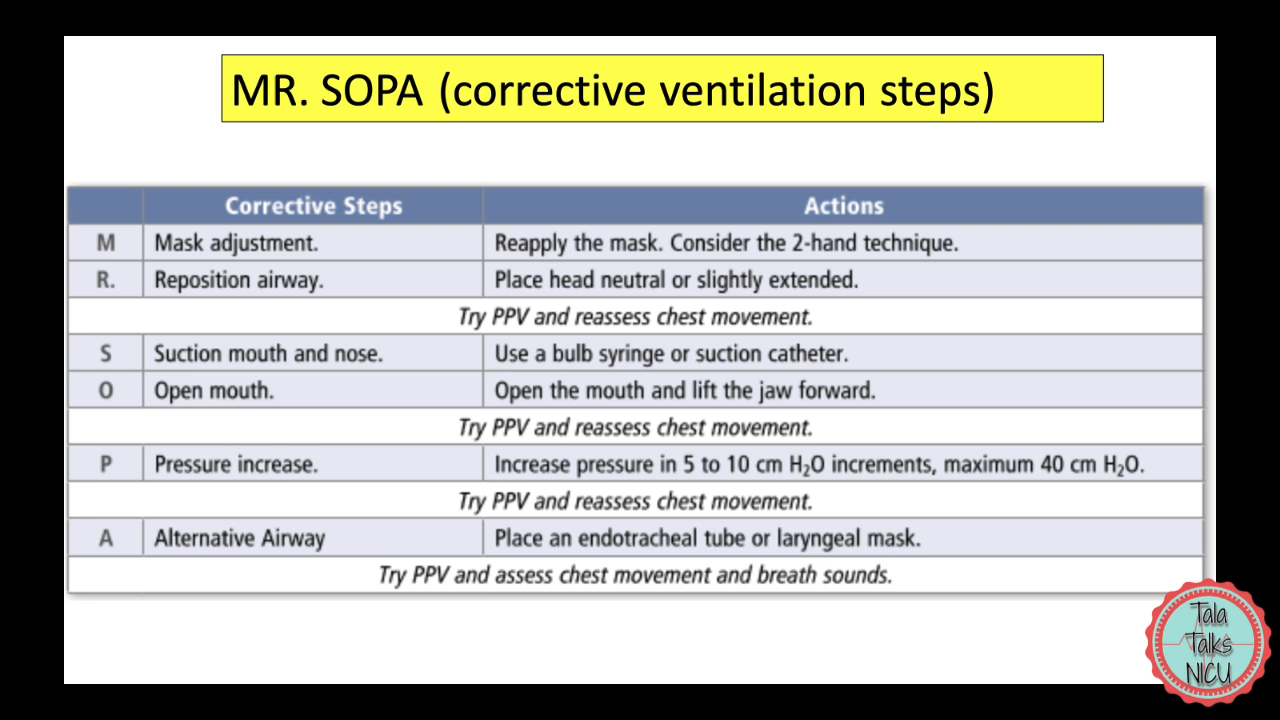 MR. SOPA (corrective ventilation steps)
Corrective Steps Actions
M Mask adjustment. Reapply the mask. Consider the 2-hand technique.
R. Reposition airway. Place head neutral or slightly extended.
Try PPV and reassess chest movement.
S Suction mouth and nose. Use a bulb syringe or suction catheter.
O Open mouth. Open the mouth and lift the jaw forward.
Try PPV and reassess chest movement.
P Pressure increase. Increase pressure in 5 to 10 cm H₂O increments, maximum 40 cm H₂O.
Try PPV and reassess chest movement.
A Alternative Airway Place an endotracheal tube or laryngeal mask.
Try PPV and assess chest movement and breath sounds.
Tala
Talks
NICU